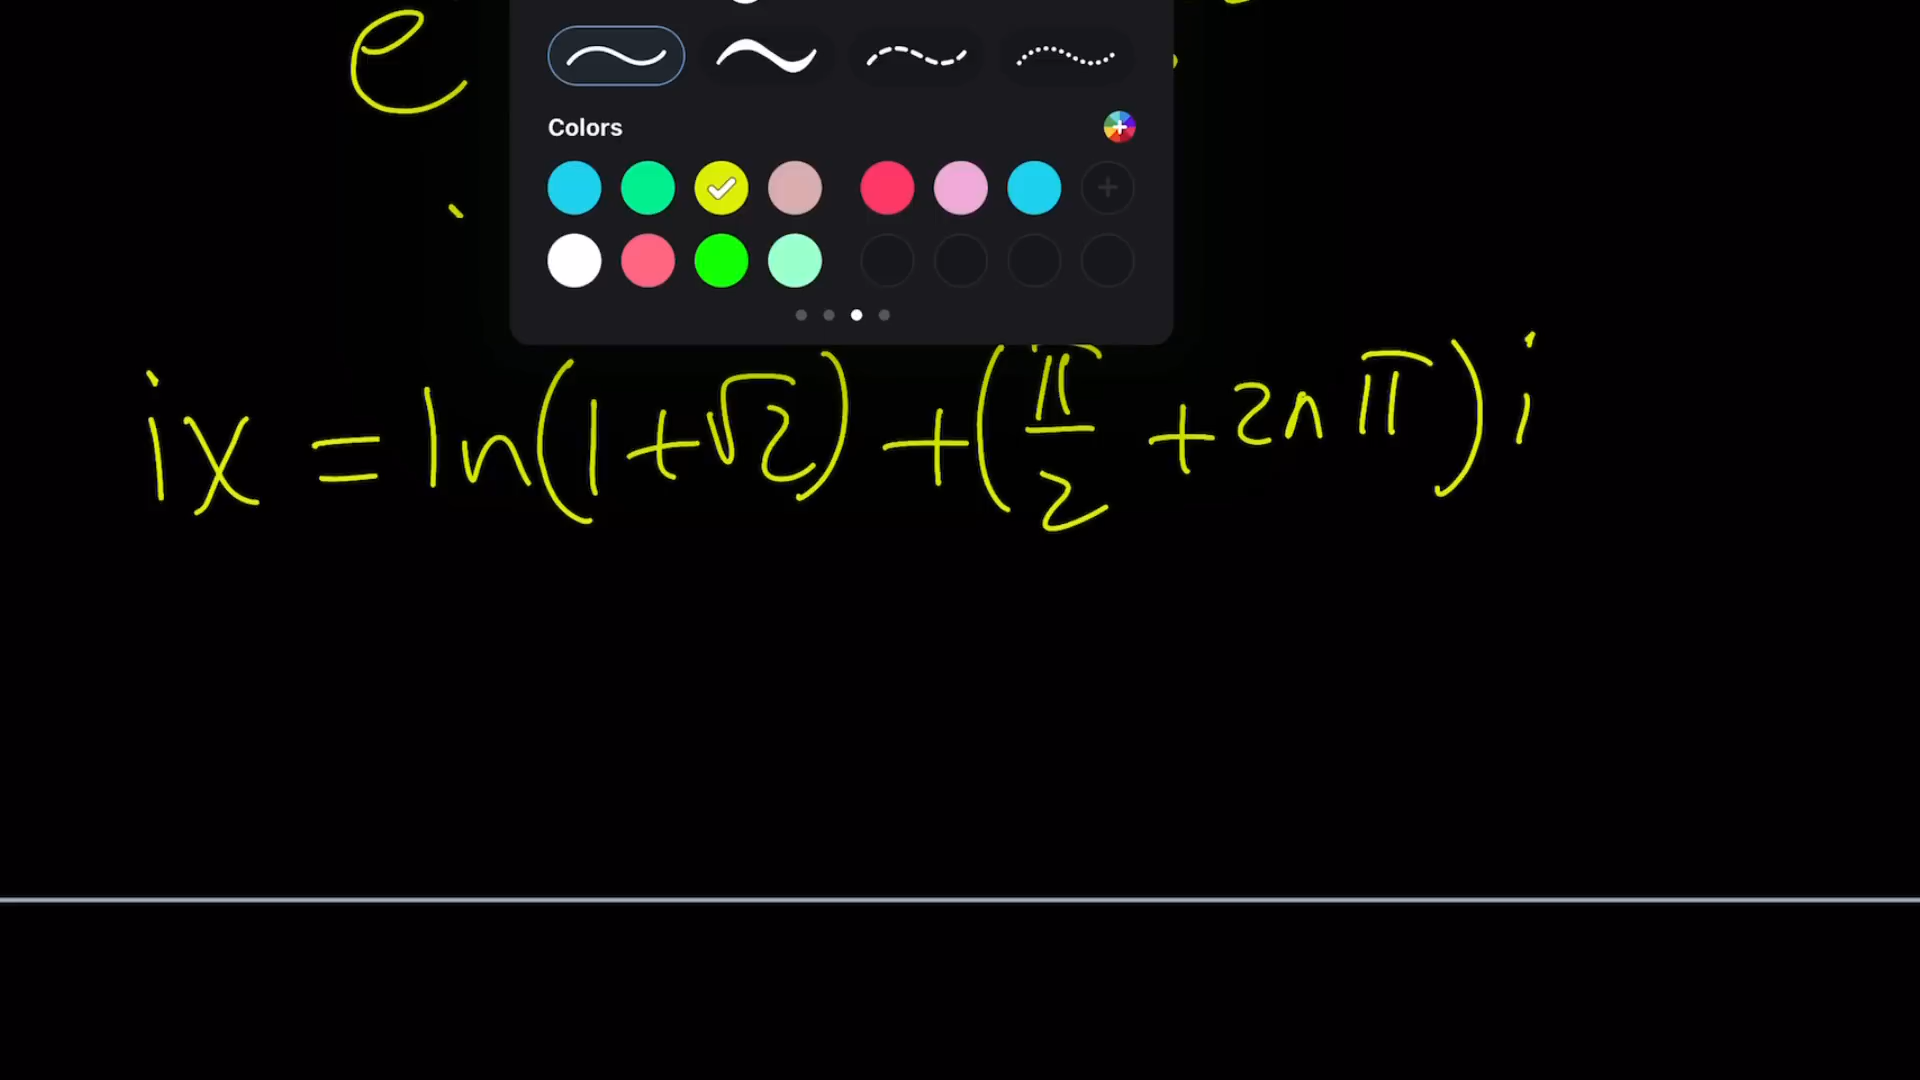 e
Colors
ix = ln(1+√2) + (π/2 + 2nπ)i